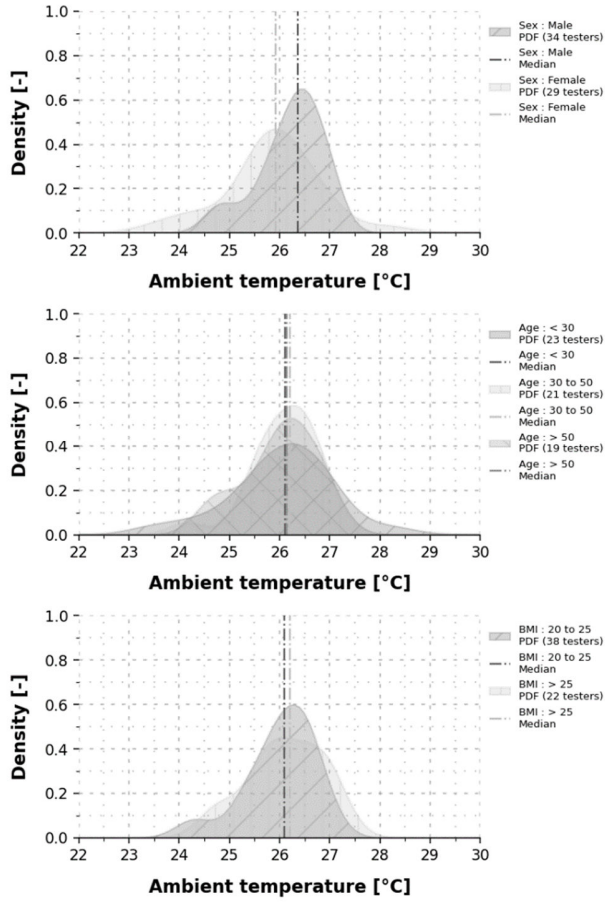 1.0
0.8
0.6
0.4
0.2
0.0
Density [-]
22 23 24 25 26 27 28 29 30
Ambient temperature [°C]
Sex : Male
PDF (34 testers)
Sex : Male
Median
Sex : Female
PDF (29 testers)
Sex : Female
Median
1.0
0.8
0.6
0.4
0.2
0.0
Density [-]
22 23 24 25 26 27 28 29 30
Ambient temperature [°C]
Age : < 30
PDF (23 testers)
Age : < 30
Median
Age : 30 to 50
PDF (21 testers)
Age : 30 to 50
Median
Age : > 50
PDF (19 testers)
Age : > 50
Median
1.0
0.8
0.6
0.4
0.2
0.0
Density [-]
22 23 24 25 26 27 28 29 30
Ambient temperature [°C]
BMI : 20 to 25
PDF (38 testers)
BMI : 20 to 25
Median
BMI : > 25
PDF (22 testers)
BMI : > 25
Median